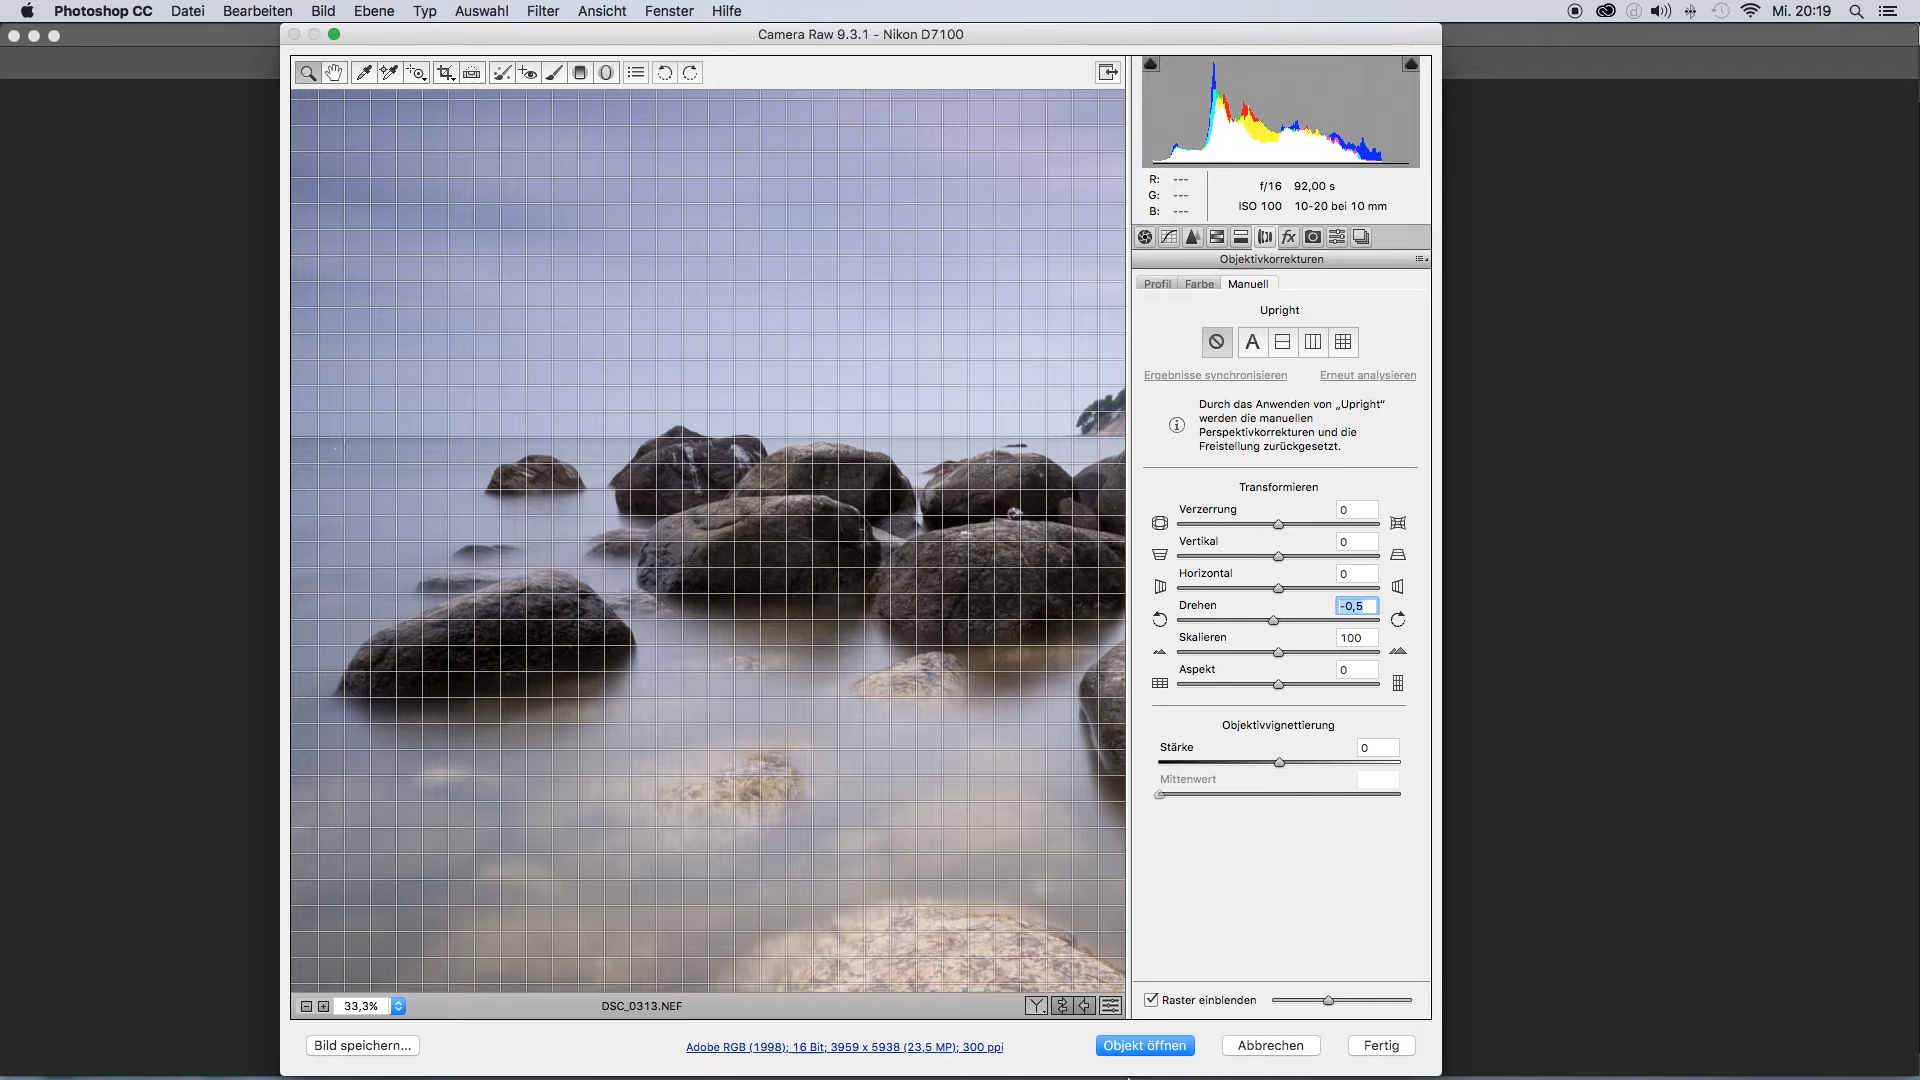 Photoshop CC Datei Bearbeiten Bild Ebene Typ Auswahl Filter Ansicht Fenster Hilfe Mi. 20:19
Camera Raw 9.3.1 - Nikon D7100
R: ---
G: ---
B: ---
f/16 92,00 s
ISO 100 10-20 bei 10 mm
Objektivkorrekturen
Profil Farbe Manuell
Upright
A
Ergebnisse synchronisieren Erneut analysieren
Durch das Anwenden von „Upright“
werden die manuellen
Perspektivkorrekturen und die
Freistellung zurückgesetzt.
Transformieren
Verzerrung 0
Vertikal 0
Horizontal 0
Drehen -0,5
Skalieren 100
Aspekt 0
Objektivvignettierung
Stärke 0
Mittenwert
Raster einblenden
33,3% DSC_0313.NEF
Y
Bild speichern... Adobe RGB (1998); 16 Bit; 3959 x 5938 (23,5 MP); 300 ppi Objekt öffnen Abbrechen Fertig